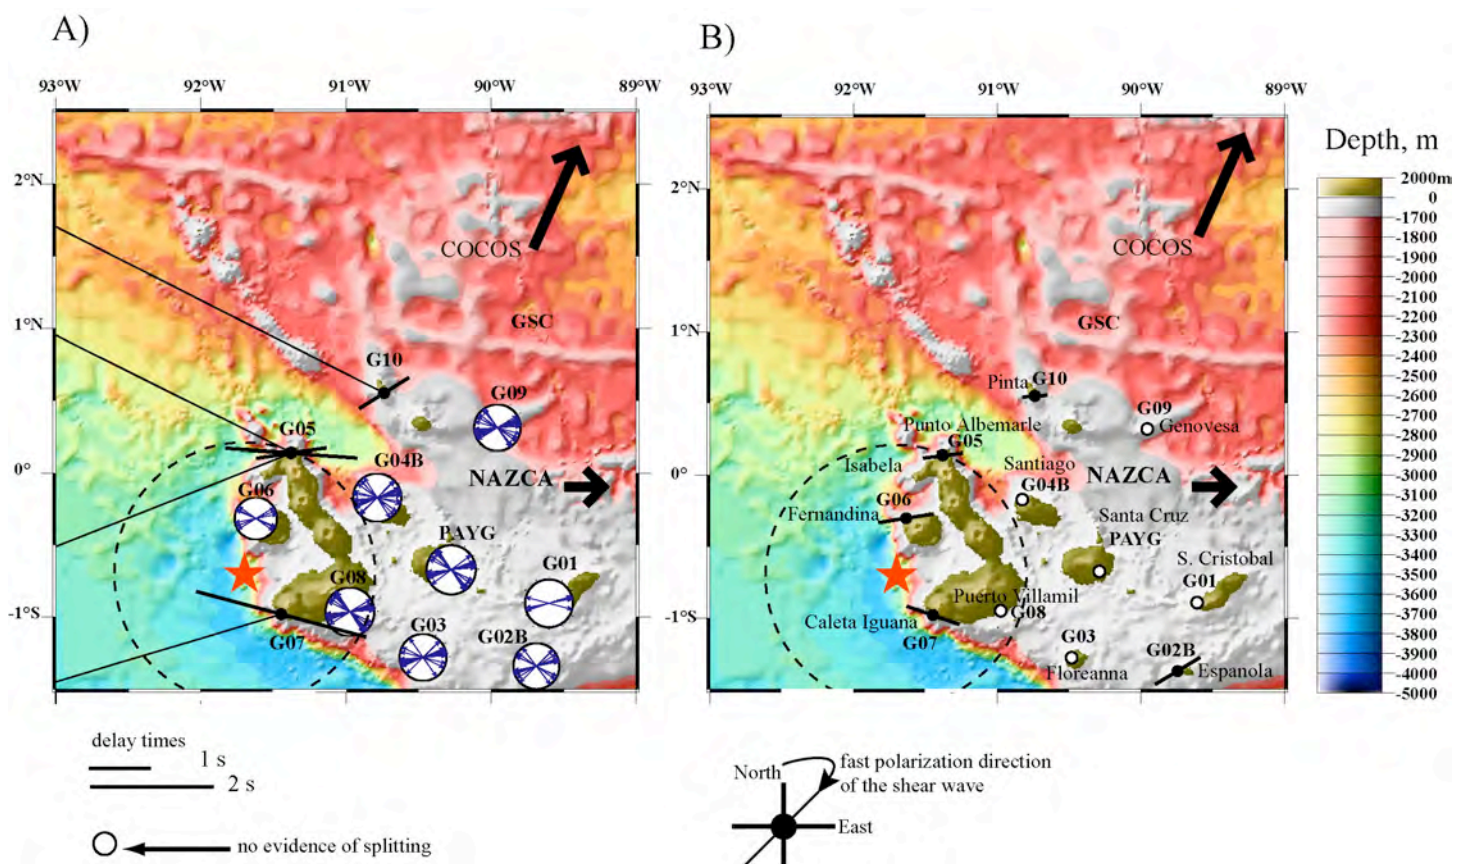 A)
93°W 92°W 91°W 90°W 89°W
2°N
1°N
0°
-1°S
COCOS
GSC
G10
G09
G05
G04B
NAZCA
G06
PAYG
G08
G01
G07
G03
G02B
delay times
1 s
2 s
no evidence of splitting
B)
93°W 92°W 91°W 90°W 89°W
2°N
1°N
0°
-1°S
COCOS
GSC
Pinta G10
G09
Genovesa
Punto Albemarle
G05
Isabela
Santiago
NAZCA
G04B
G06
Fernandina
Santa Cruz
PAYG
S. Cristobal
G01
Puerto Villamil
G08
Caleta Iguana
G07
G03
Floreanna
G02B
Espanola
North
East
fast polarization direction
of the shear wave
Depth, m
2000m
0
-1700
-1800
-1900
-2000
-2100
-2200
-2300
-2400
-2500
-2600
-2700
-2800
-2900
-3000
-3100
-3200
-3300
-3400
-3500
-3600
-3700
-3800
-3900
-4000
-5000